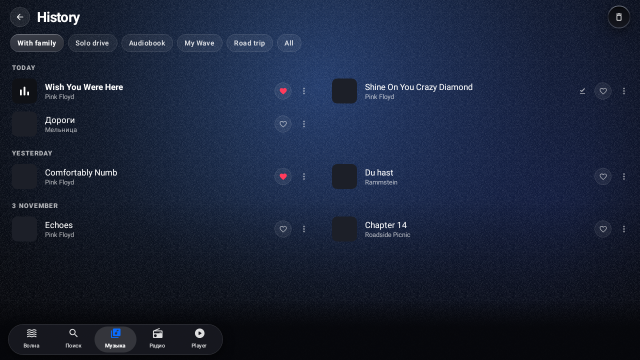 History
With family
Solo drive
Audiobook
My Wave
Road trip
All
TODAY
Wish You Were Here
Pink Floyd
Shine On You Crazy Diamond
Pink Floyd
Дороги
Мельница
YESTERDAY
Comfortably Numb
Pink Floyd
Du hast
Rammstein
3 NOVEMBER
Echoes
Pink Floyd
Chapter 14
Roadside Picnic
Волна
Поиск
Музыка
Радио
Player